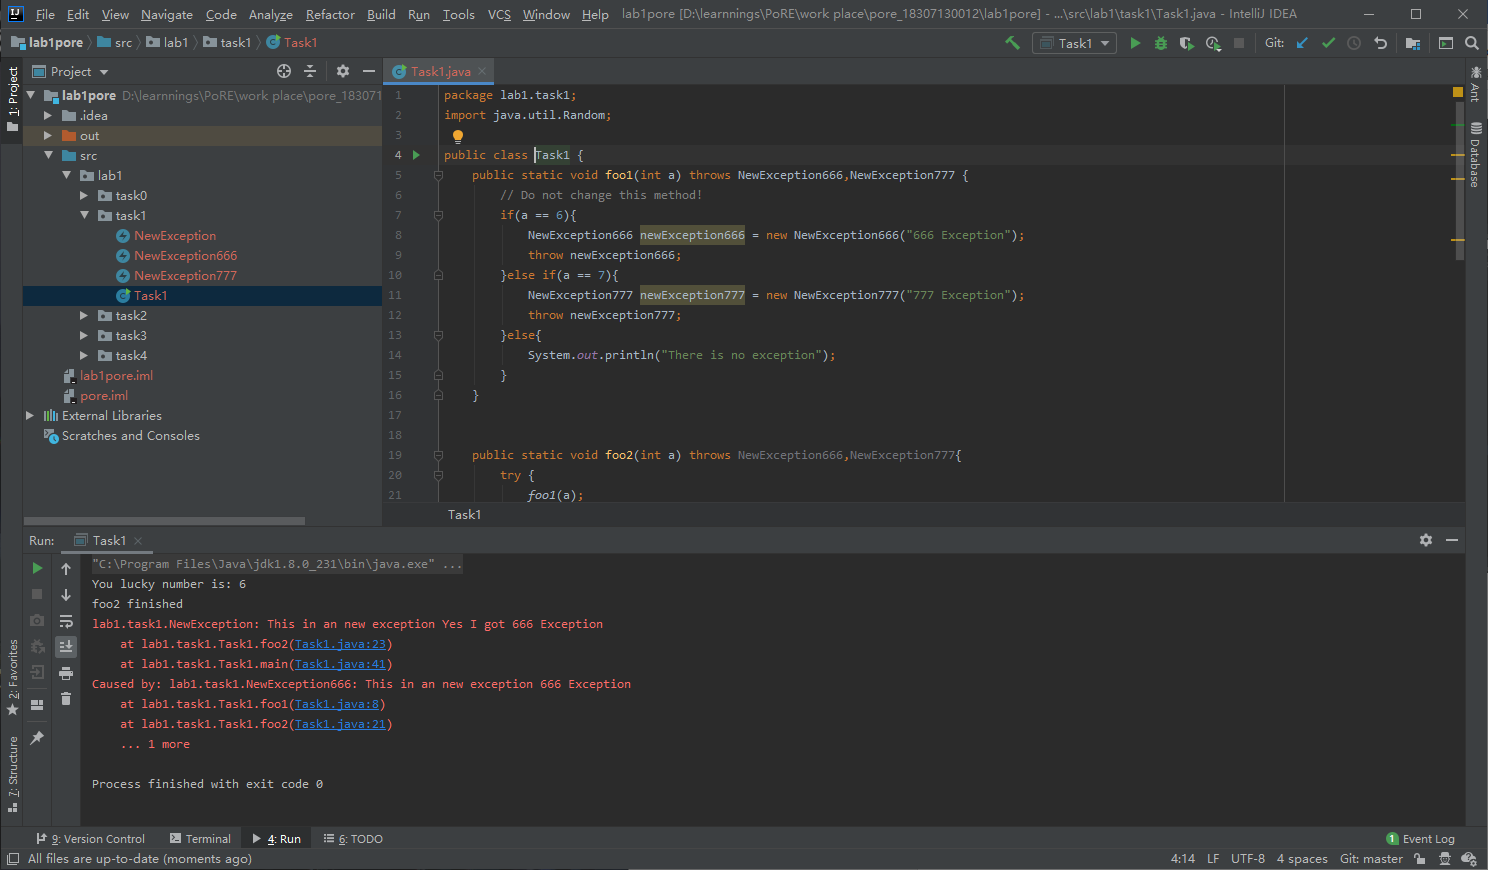 File Edit View Navigate Code Analyze Refactor Build Run Tools VCS Window Help lab1pore [D:\learnnings\PoRE\work place\pore_18307130012\lab1pore] - ...\src\lab1\task1\Task1.java - IntelliJ IDEA
lab1pore src lab1 task1 Task1 Task1 Git:
1: Project
Project
lab1pore D:\learnnings\PoRE\work place\pore_183071
.idea
out
src
lab1
task0
task1
NewException
NewException666
NewException777
Task1
task2
task3
task4
lab1pore.iml
pore.iml
External Libraries
Scratches and Consoles
Task1.java
1 package lab1.task1;
2 import java.util.Random;
3
4 public class Task1 {
5 public static void foo1(int a) throws NewException666,NewException777 {
6 // Do not change this method!
7 if(a == 6){
8 NewException666 newException666 = new NewException666("666 Exception");
9 throw newException666;
10 }else if(a == 7){
11 NewException777 newException777 = new NewException777("777 Exception");
12 throw newException777;
13 }else{
14 System.out.println("There is no exception");
15 }
16 }
17
18
19 public static void foo2(int a) throws NewException666,NewException777{
20 try {
21 foo1(a);
Task1
Ant
Database
Run: Task1
"C:\Program Files\Java\jdk1.8.0_231\bin\java.exe" ...
You lucky number is: 6
foo2 finished
lab1.task1.NewException: This in an new exception Yes I got 666 Exception
at lab1.task1.Task1.foo2(Task1.java:23)
at lab1.task1.Task1.main(Task1.java:41)
Caused by: lab1.task1.NewException666: This in an new exception 666 Exception
at lab1.task1.Task1.foo1(Task1.java:8)
at lab1.task1.Task1.foo2(Task1.java:21)
... 1 more
Process finished with exit code 0
2: Favorites
7: Structure
9: Version Control Terminal 4: Run 6: TODO 1 Event Log
All files are up-to-date (moments ago) 4:14 LF UTF-8 4 spaces Git: master